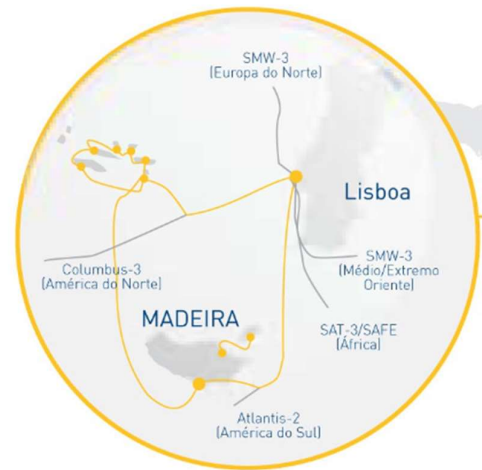 SMW-3
(Europa do Norte)
Lisboa
SMW-3
(Médio/Extremo
Oriente)
Columbus-3
(América do Norte)
SAT-3/SAFE
(África)
MADEIRA
Atlantis-2
(América do Sul)